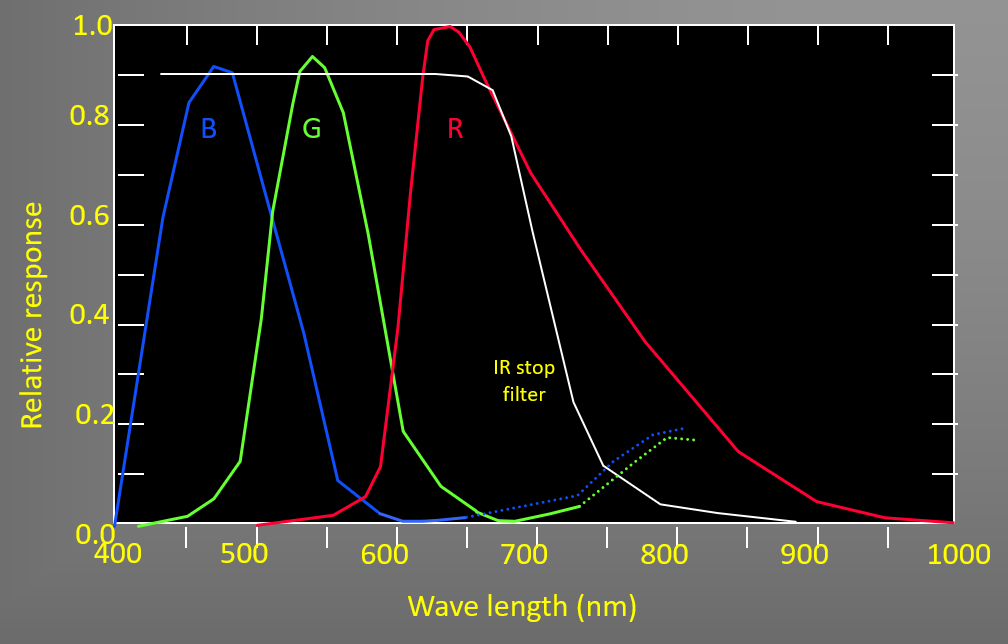 1.0
0.8
0.6
0.4
0.2
0.0
Relative response
B
G
R
IR stop
filter
400 500 600 700 800 900 1000
Wave length (nm)